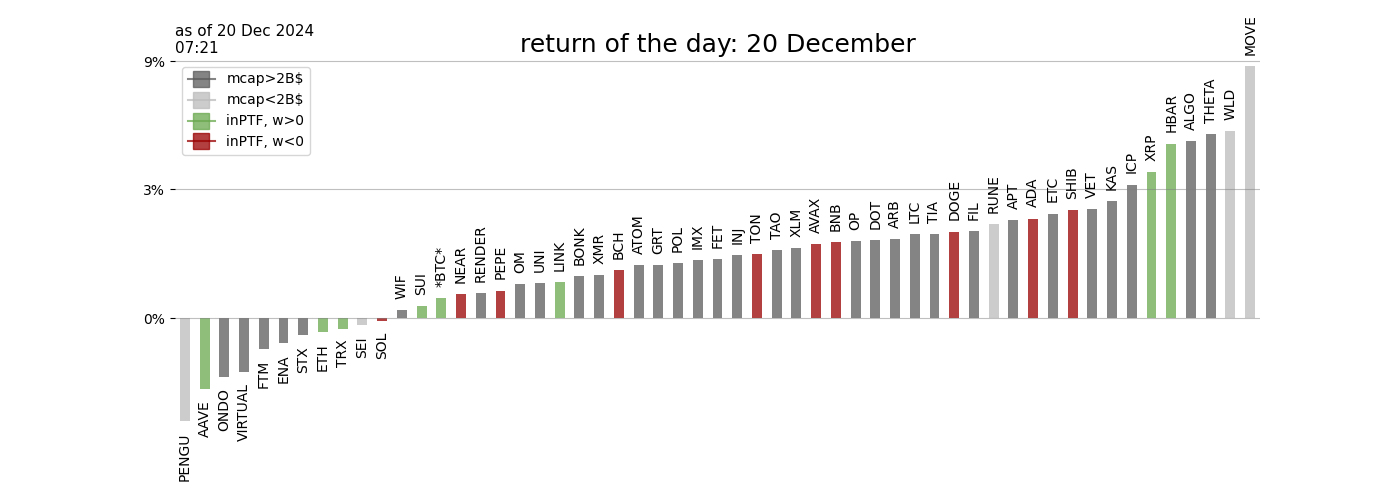 as of 20 Dec 2024
07:21
return of the day: 20 December
9%
3%
0%
mcap>2B$
mcap<2B$
inPTF, w>0
inPTF, w<0
PENGU
AAVE
ONDO
VIRTUAL
FTM
ENA
STX
ETH
TRX
SEI
SOL
WIF
SUI
*BTC*
NEAR
RENDER
PEPE
OM
UNI
LINK
BONK
XMR
BCH
ATOM
GRT
POL
IMX
FET
INJ
TON
TAO
XLM
AVAX
BNB
OP
DOT
ARB
LTC
TIA
DOGE
FIL
RUNE
APT
ADA
ETC
SHIB
VET
KAS
ICP
XRP
HBAR
ALGO
THETA
WLD
MOVE